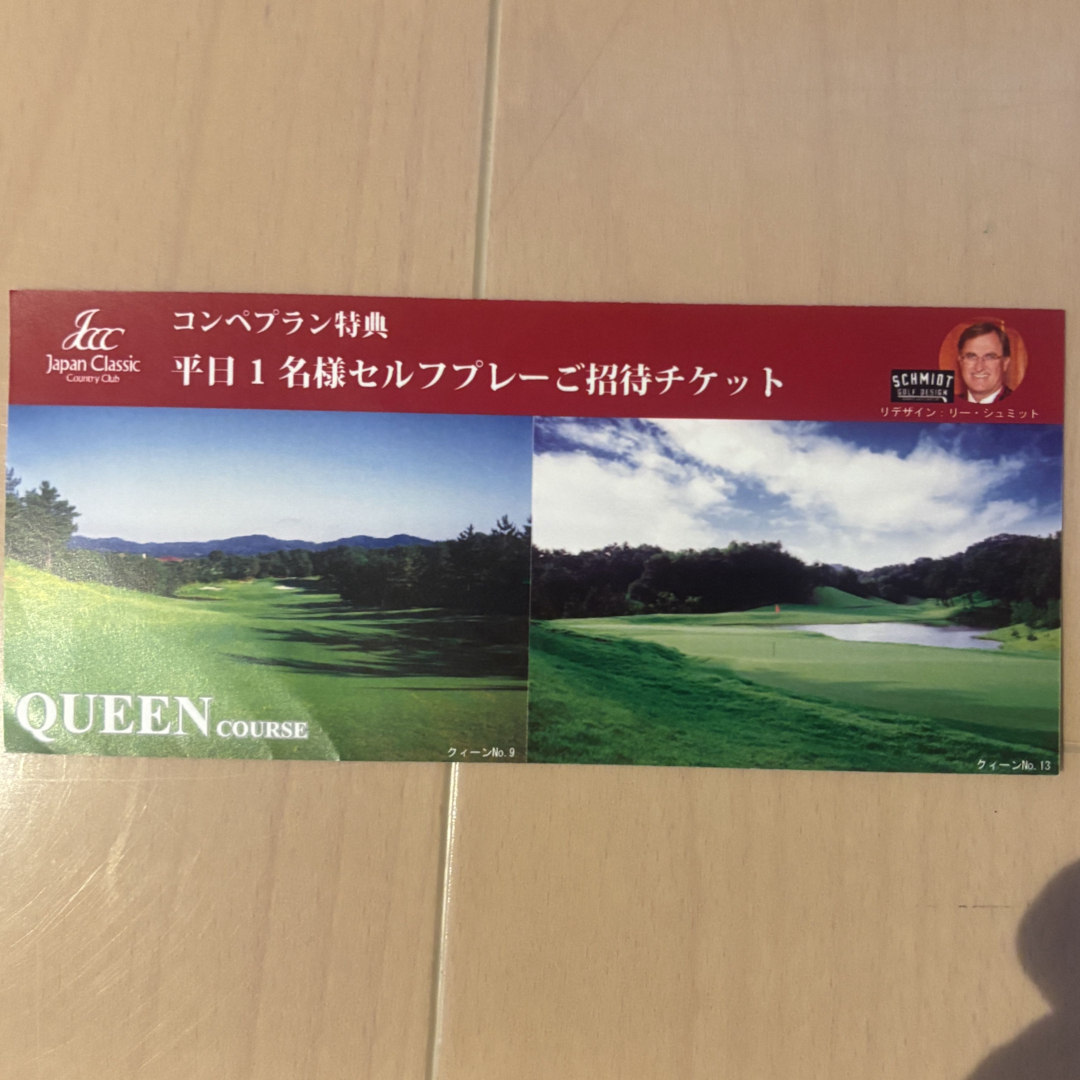 Jccc
Japan Classic
Country Club
コンペプラン特典
平日1名様セルフプレーご招待チケット
SCHMIDT
GOLF DESIGN
リデザイン：リー・シュミット
QUEEN COURSE
クィーンNo.9
クィーンNo.13